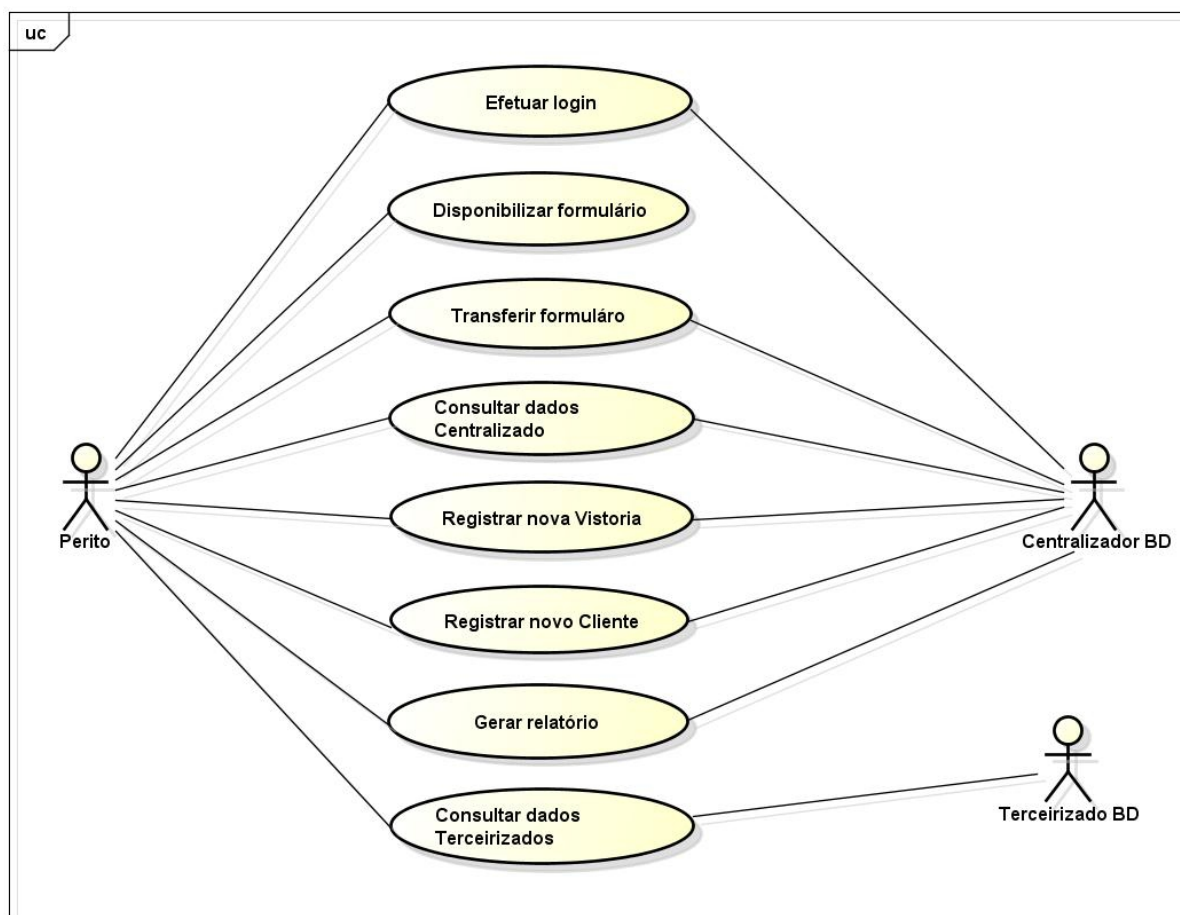 uc
Efetuar login
Disponibilizar formulário
Transferir formuláro
Consultar dados
Centralizado
Registrar nova Vistoria
Perito
Centralizador BD
Registrar novo Cliente
Gerar relatório
Consultar dados
Terceirizados
Terceirizado BD